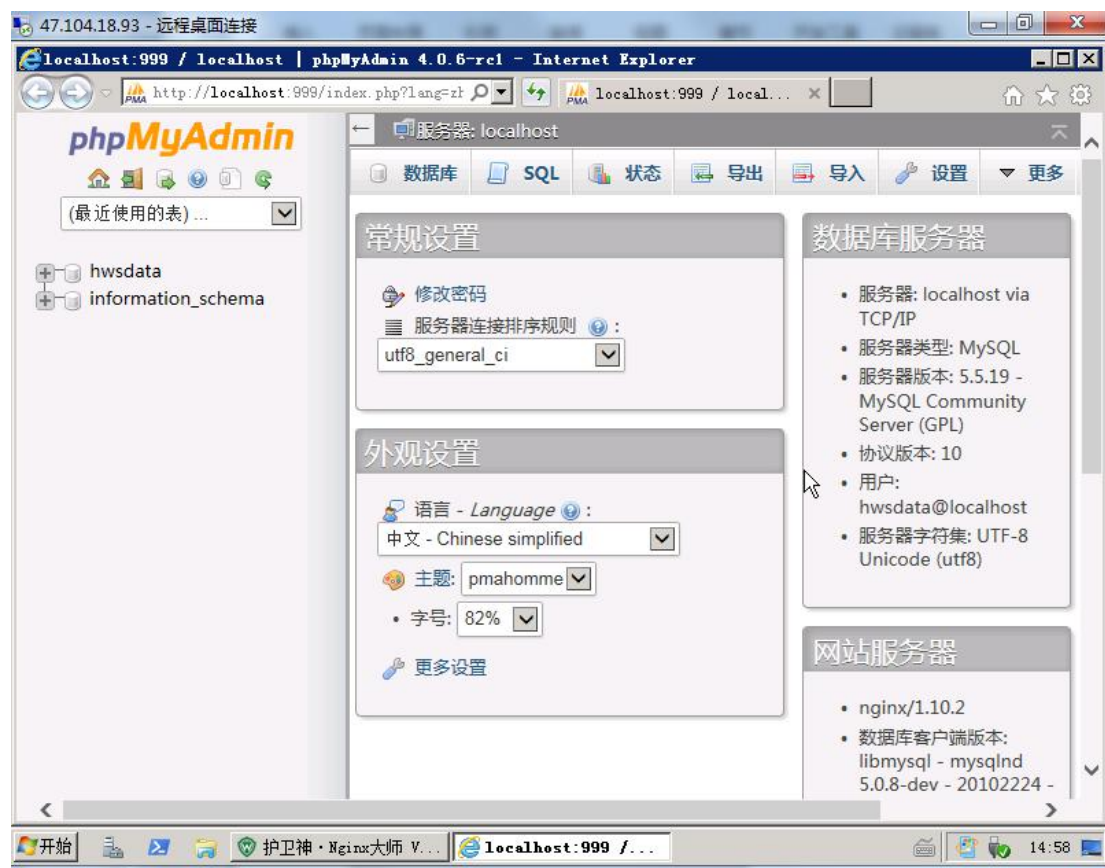 47.104.18.93 - 远程桌面连接
localhost:999 / localhost | phpMyAdmin 4.0.6-rc1 - Internet Explorer
http://localhost:999/index.php?lang=zh
localhost:999 / local...
phpMyAdmin
(最近使用的表) ...
hwsdata
information_schema
服务器: localhost
数据库 SQL 状态 导出 导入 设置 更多
常规设置
修改密码
服务器连接排序规则 :
utf8_general_ci
外观设置
语言 - Language :
中文 - Chinese simplified
主题: pmahomme
• 字号: 82%
更多设置
数据库服务器
• 服务器: localhost via
TCP/IP
• 服务器类型: MySQL
• 服务器版本: 5.5.19 -
MySQL Community
Server (GPL)
• 协议版本: 10
• 用户:
hwsdata@localhost
• 服务器字符集: UTF-8
Unicode (utf8)
网站服务器
• nginx/1.10.2
• 数据库客户端版本:
libmysql - mysqlnd
5.0.8-dev - 20102224 -
开始
护卫神·Nginx大师 V...
localhost:999 /...
14:58